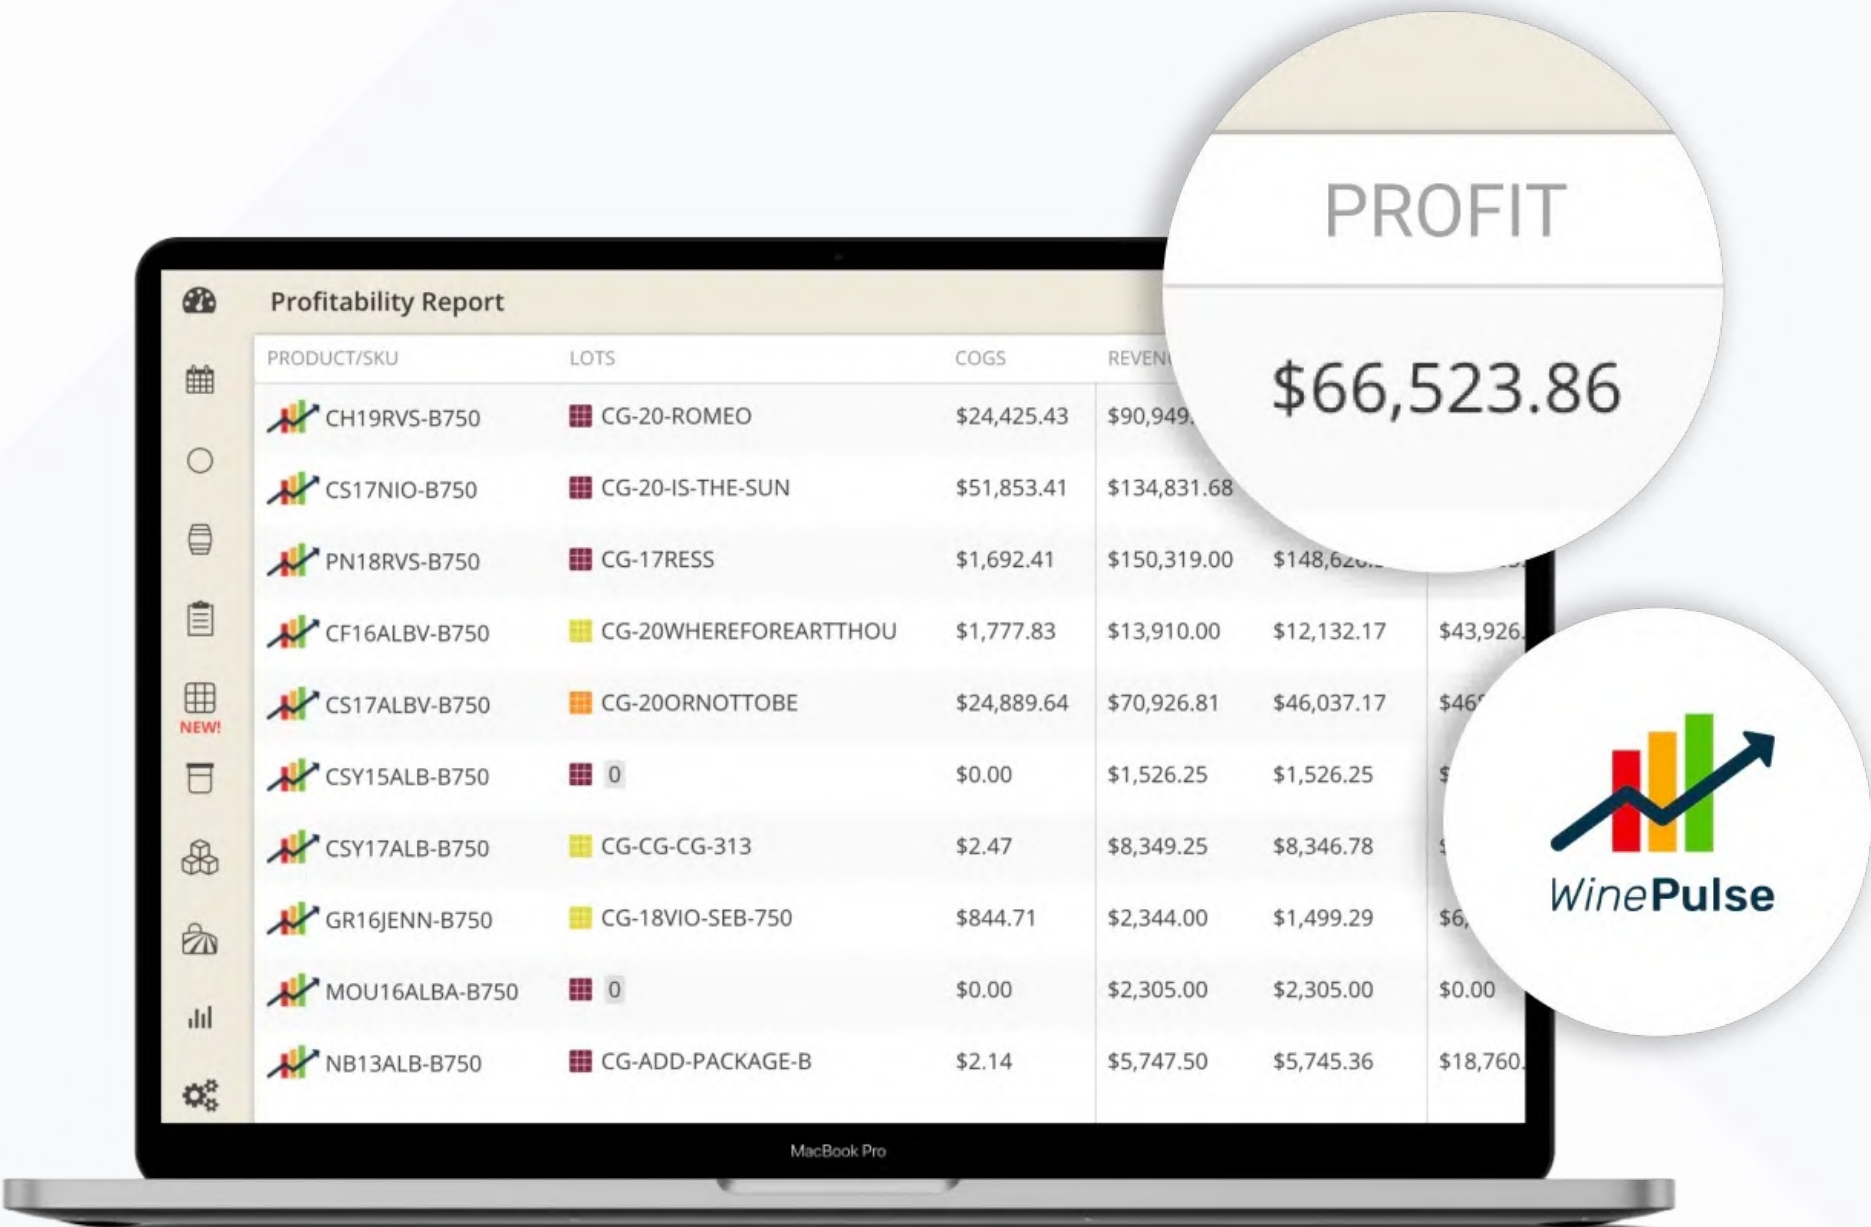 PROFIT
$66,523.86
Profitability Report
PRODUCT/SKU LOTS COGS
CH19RVS-B750 CG-20-ROMEO $24,425.43 $90,949.
CS17NIO-B750 CG-20-IS-THE-SUN $51,853.41 $134,831.68
PN18RVS-B750 CG-17RESS $1,692.41 $150,319.00
CF16ALBV-B750 CG-20WHEREFOREARTTHOU $1,777.83 $13,910.00 $12,132.17 $43,926.
CS17ALBV-B750 CG-20ORNOTTOBE $24,889.64 $70,926.81 $46,037.17
NEW!
CSY15ALB-B750 0 $0.00 $1,526.25 $1,526.25
CSY17ALB-B750 CG-CG-CG-313 $2.47 $8,349.25 $8,346.78
GR16JENN-B750 CG-18VIO-SEB-750 $844.71 $2,344.00 $1,499.29 $6,
MOU16ALBA-B750 0 $0.00 $2,305.00 $2,305.00 $0.00
NB13ALB-B750 CG-ADD-PACKAGE-B $2.14 $5,747.50 $5,745.36 $18,760.
WinePulse
MacBook Pro